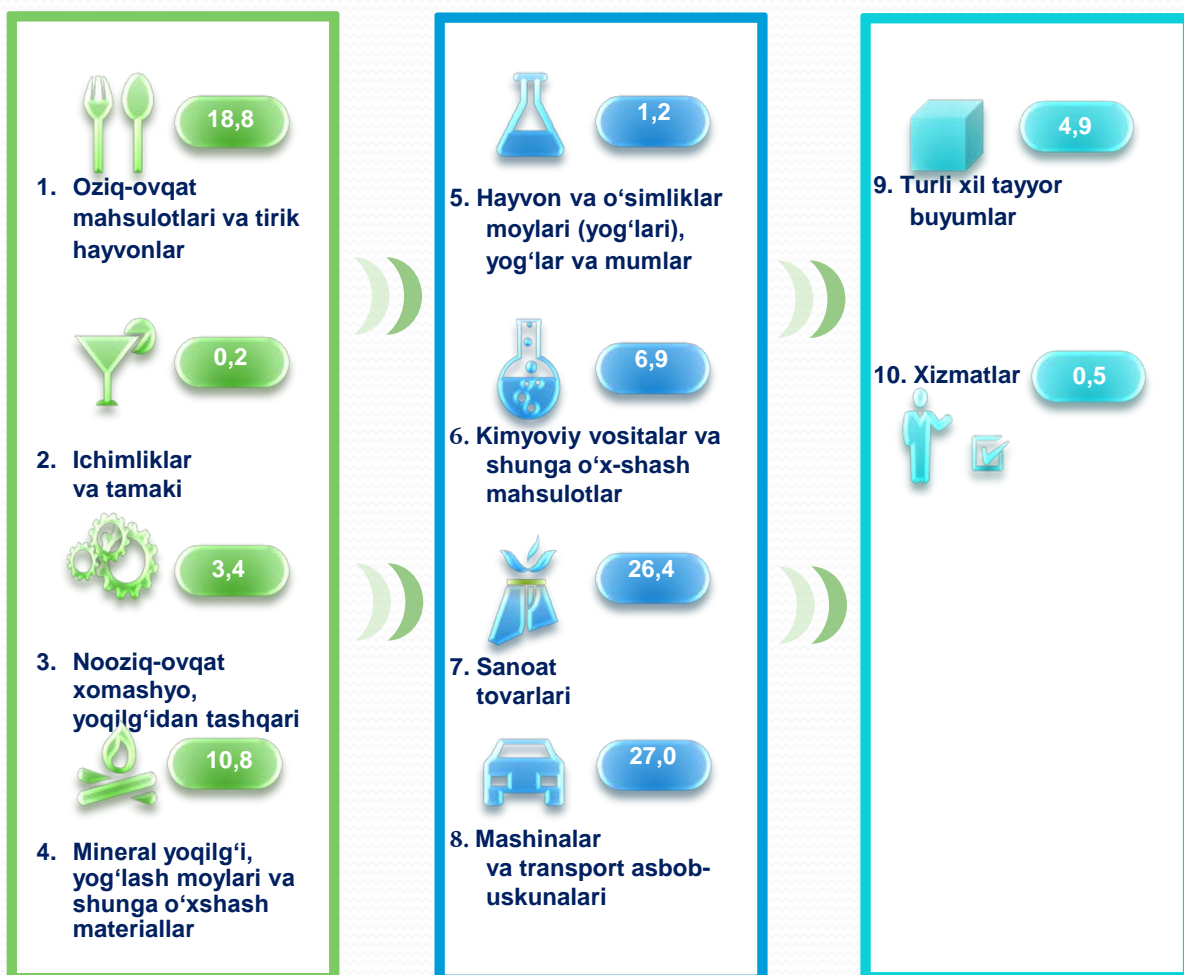 18,8
1. Oziq-ovqat
mahsulotlari va tirik
hayvonlar
0,2
2. Ichimliklar
va tamaki
3,4
3. Nooziq-ovqat
xomashyo,
yoqilg‘idan tashqari
10,8
4. Mineral yoqilg‘i,
yog‘lash moylari va
shunga o‘xshash
materiallar
1,2
5. Hayvon va o‘simliklar
moylari (yog‘lari),
yog‘lar va mumlar
6,9
6. Kimyoviy vositalar va
shunga o‘x-shash
mahsulotlar
26,4
7. Sanoat
tovarlari
27,0
8. Mashinalar
va transport asbob-
uskunalari
4,9
9. Turli xil tayyor
buyumlar
10. Xizmatlar 0,5